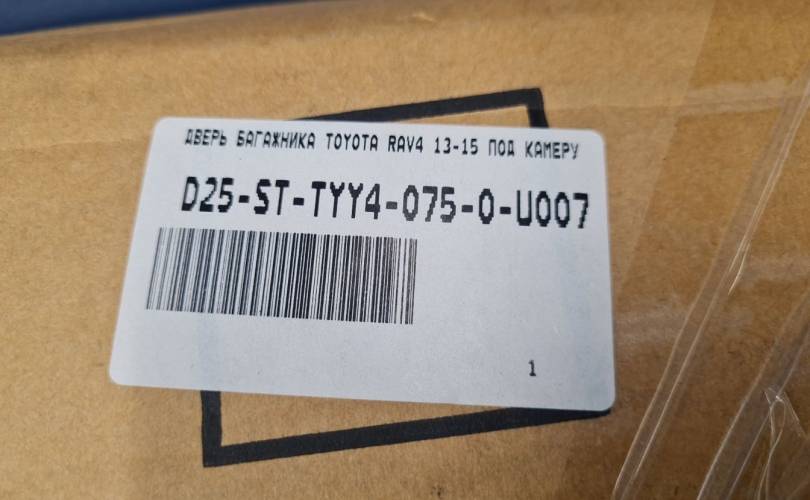 ДВЕРЬ БАГАЖНИКА TOYOTA RAV4 13-15 ПОД КАМЕРУ
D25-ST-TYY4-075-0-U007
1